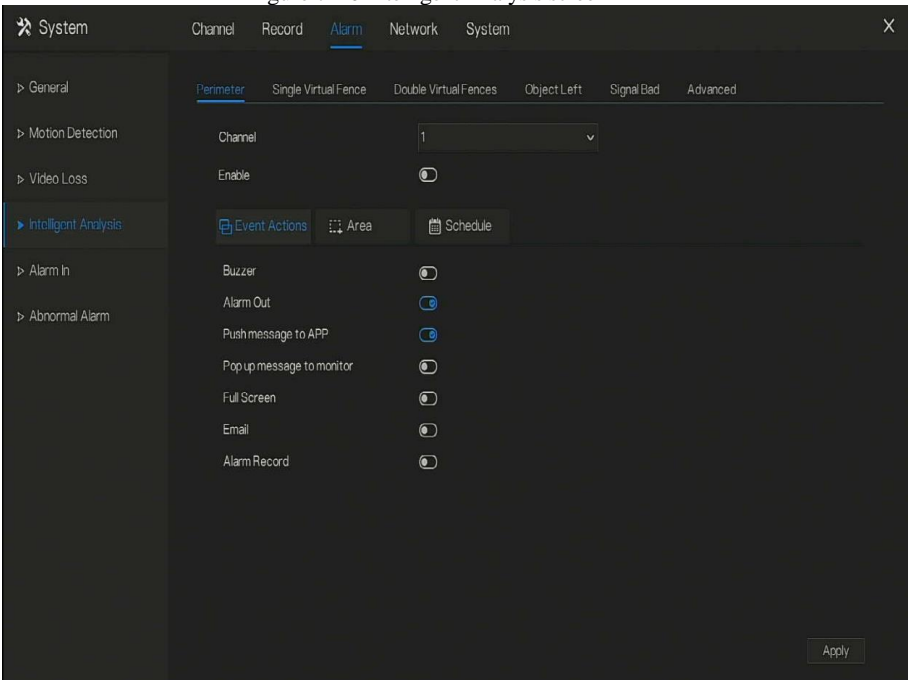 System Channel Record Alarm Network System X
General
Motion Detection
Video Loss
Intelligent Analysis
Alarm In
Abnormal Alarm
Perimeter Single Virtual Fence Double Virtual Fences Object Left Signal Bad Advanced
Channel 1
Enable
Event Actions Area Schedule
Buzzer
Alarm Out
Push message to APP
Pop up message to monitor
Full Screen
Email
Alarm Record
Apply